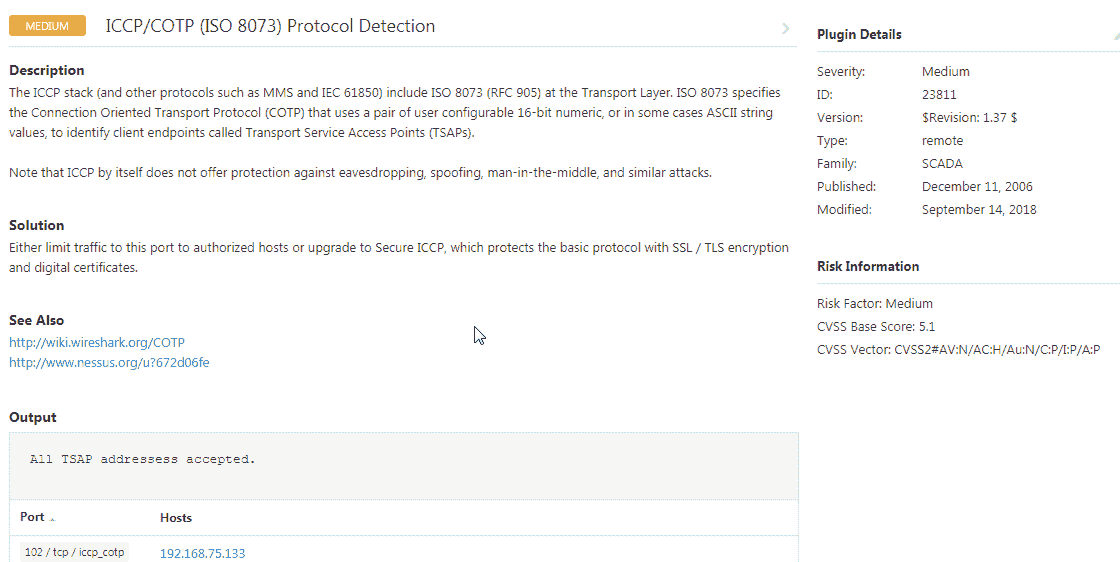 MEDIUM ICCP/COTP (ISO 8073) Protocol Detection
Description
The ICCP stack (and other protocols such as MMS and IEC 61850) include ISO 8073 (RFC 905) at the Transport Layer. ISO 8073 specifies
the Connection Oriented Transport Protocol (COTP) that uses a pair of user configurable 16-bit numeric, or in some cases ASCII string
values, to identify client endpoints called Transport Service Access Points (TSAPs).
Note that ICCP by itself does not offer protection against eavesdropping, spoofing, man-in-the-middle, and similar attacks.
Solution
Either limit traffic to this port to authorized hosts or upgrade to Secure ICCP, which protects the basic protocol with SSL / TLS encryption
and digital certificates.
See Also
http://wiki.wireshark.org/COTP
http://www.nessus.org/u?672d06fe
Output
All TSAP addressess accepted.
Port Hosts
102 / tcp / iccp_cotp 192.168.75.133
Plugin Details
Severity: Medium
ID: 23811
Version: $Revision: 1.37 $
Type: remote
Family: SCADA
Published: December 11, 2006
Modified: September 14, 2018
Risk Information
Risk Factor: Medium
CVSS Base Score: 5.1
CVSS Vector: CVSS2#AV:N/AC:H/Au:N/C:P/I:P/A:P